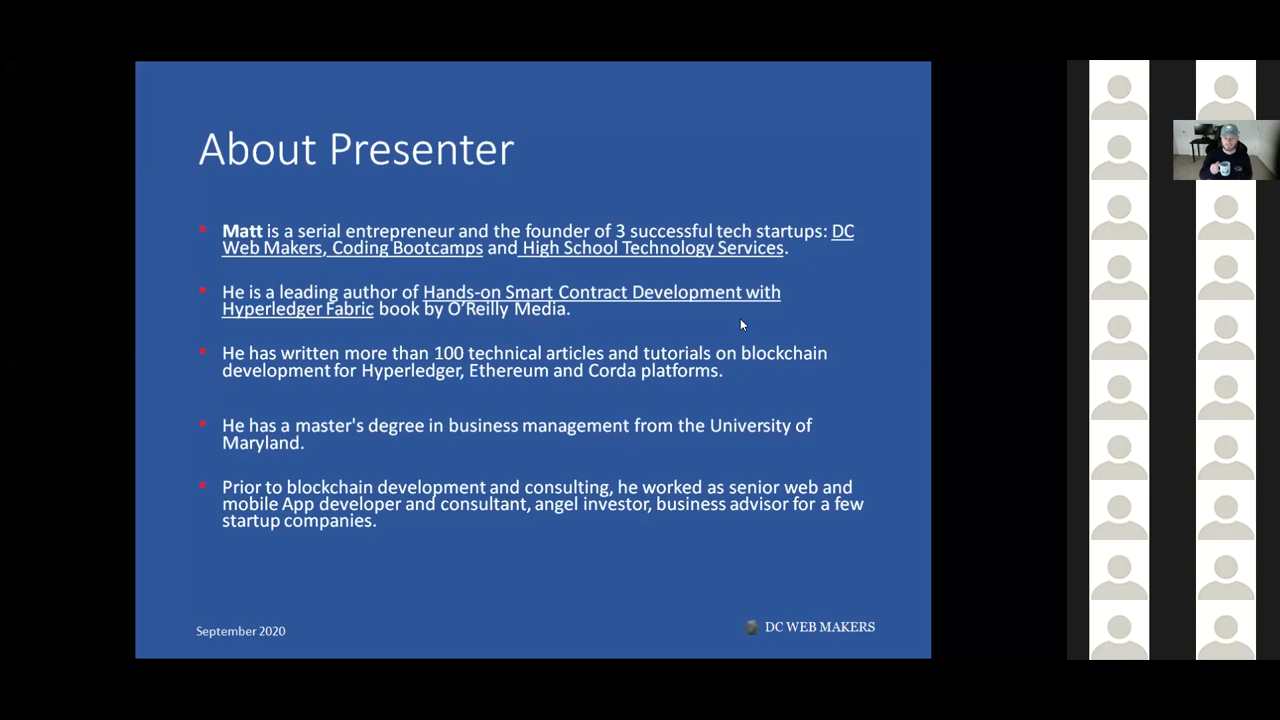 About Presenter
Matt is a serial entrepreneur and the founder of 3 successful tech startups: DC
Web Makers, Coding Bootcamps and High School Technology Services.
He is a leading author of Hands-on Smart Contract Development with
Hyperledger Fabric book by O’Reilly Media.
He has written more than 100 technical articles and tutorials on blockchain
development for Hyperledger, Ethereum and Corda platforms.
He has a master's degree in business management from the University of
Maryland.
Prior to blockchain development and consulting, he worked as senior web and
mobile App developer and consultant, angel investor, business advisor for a few
startup companies.
September 2020
DC WEB MAKERS